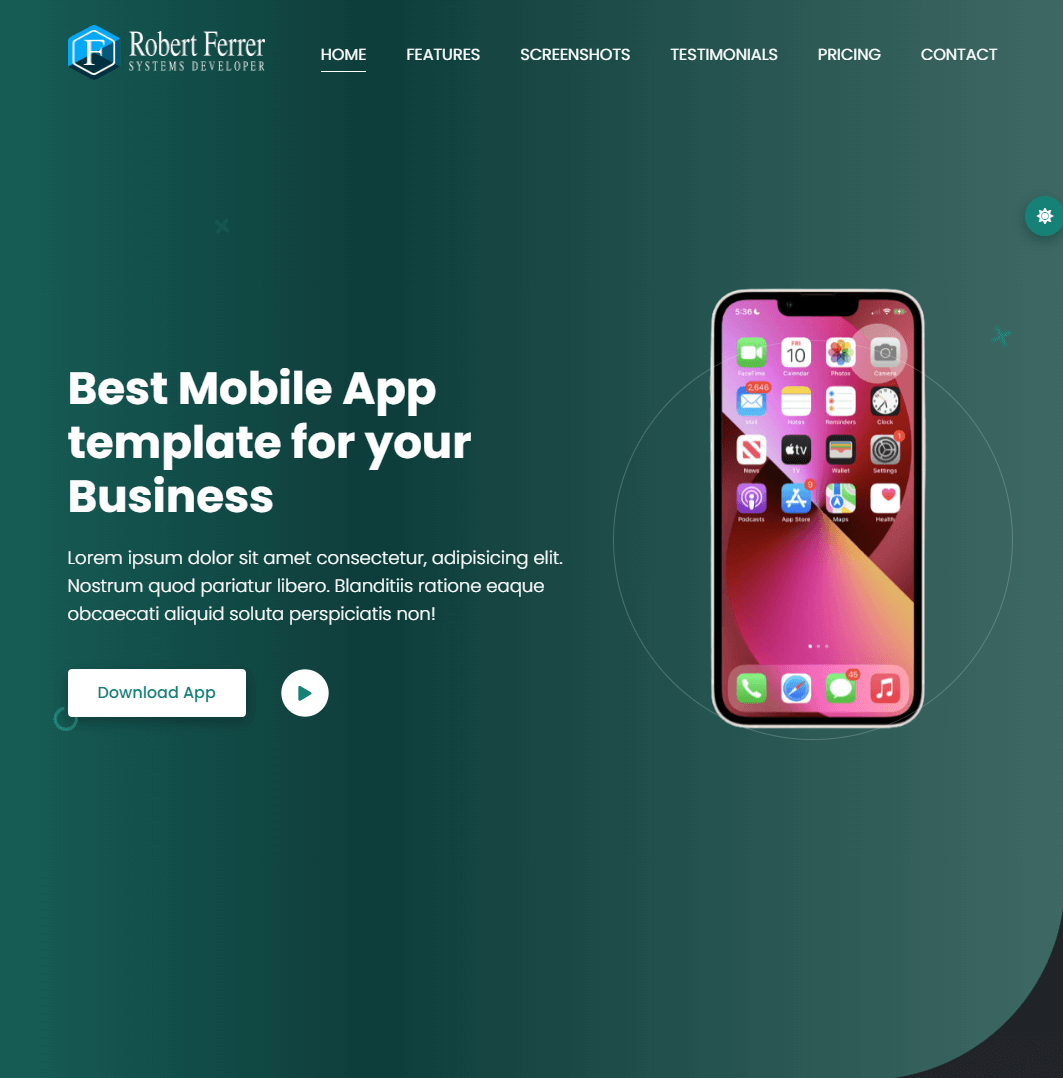 Robert Ferrer
SYSTEMS DEVELOPER
HOME FEATURES SCREENSHOTS TESTIMONIALS PRICING CONTACT
Best Mobile App
template for your
Business
Lorem ipsum dolor sit amet consectetur, adipisicing elit.
Nostrum quod pariatur libero. Blanditiis ratione eaque
obcaecati aliquid soluta perspiciatis non!
Download App
5:36
FRI
10
FaceTime Calendar Photos Camera
2,646
Mail Notes Reminders Clock
1
tv
News TV Wallet Settings
9
Podcasts App Store Maps Health
45